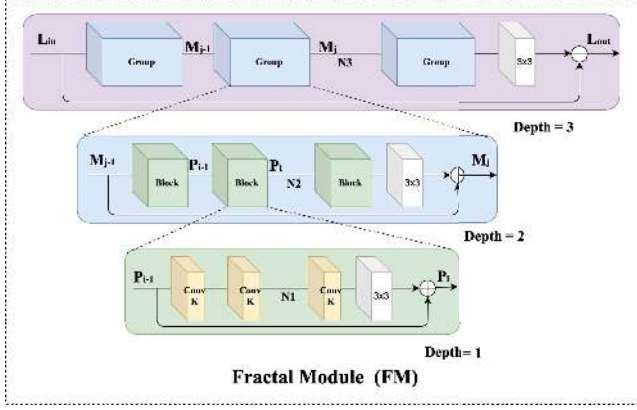 Lin Mj-1 Mj Lout
Group Group N3 Group 3x3
Depth = 3
Mj-1 Pi-1 Pi Mj
Block Block N2 Block 3x3
Depth = 2
Pi-1 Pi
Conv K Conv K N1 Conv K 3x3
Depth= 1
Fractal Module (FM)